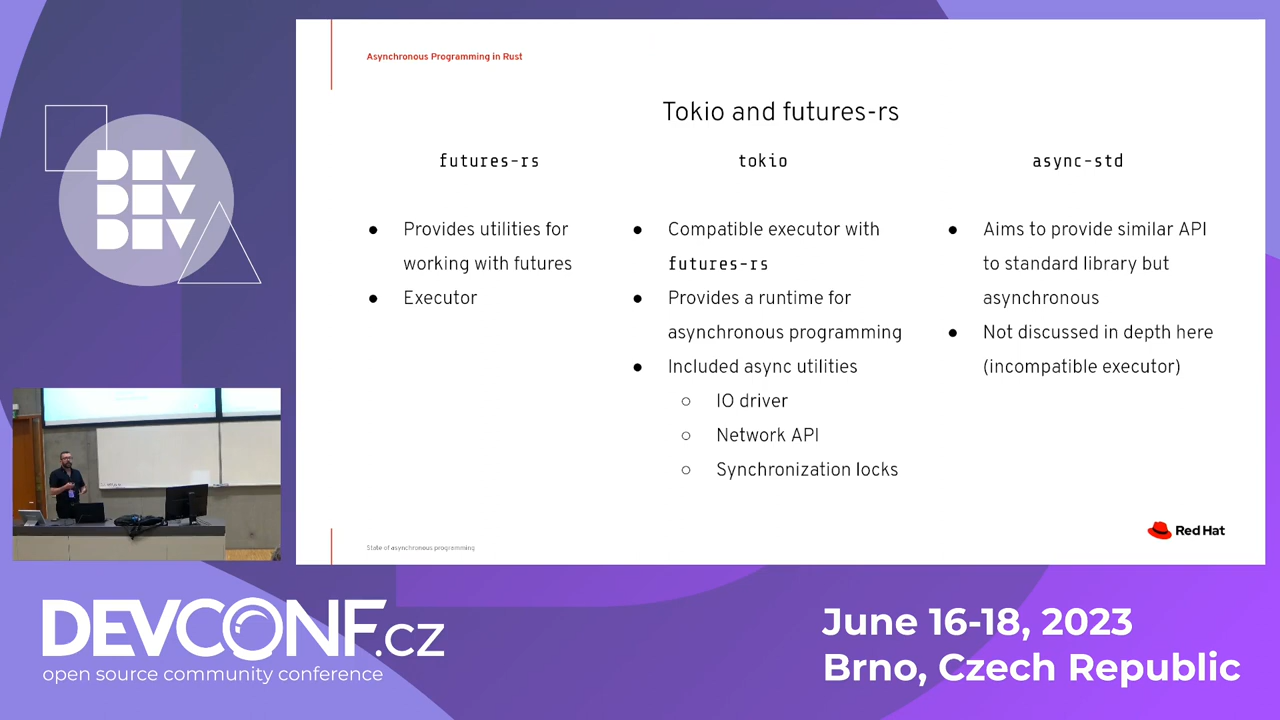 Asynchronous Programming in Rust
Tokio and futures-rs
futures-rs
● Provides utilities for
working with futures
● Executor
tokio
● Compatible executor with
futures-rs
● Provides a runtime for
asynchronous programming
● Included async utilities
○ IO driver
○ Network API
○ Synchronization locks
async-std
● Aims to provide similar API
to standard library but
asynchronous
● Not discussed in depth here
(incompatible executor)
State of asynchronous programming
Red Hat
DEV
DEV
DEV
DEVCONF.cz
open source community conference
June 16-18, 2023
Brno, Czech Republic